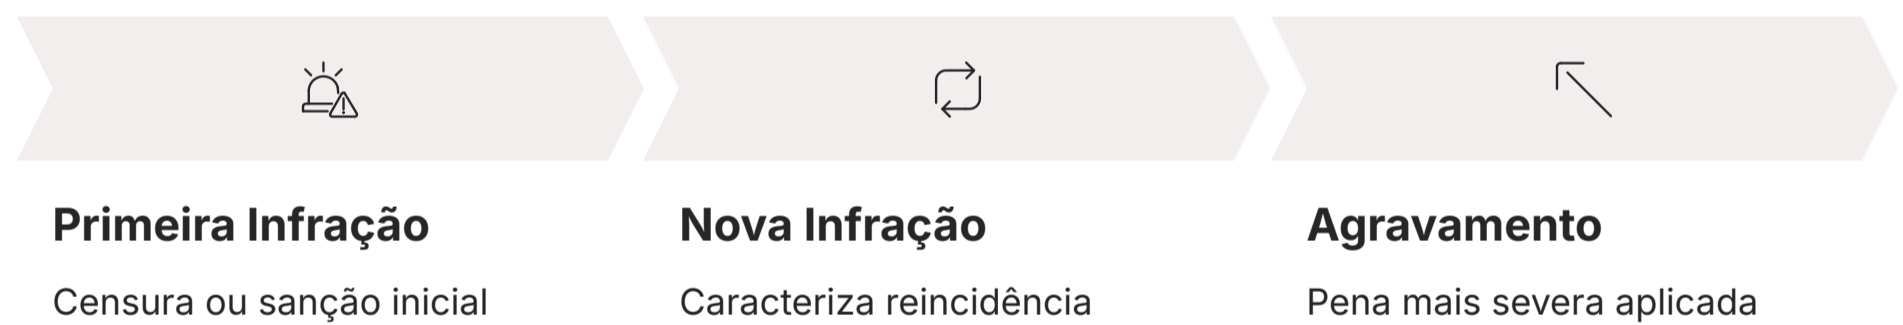 Primeira Infração
Censura ou sanção inicial
Nova Infração
Caracteriza reincidência
Agravamento
Pena mais severa aplicada